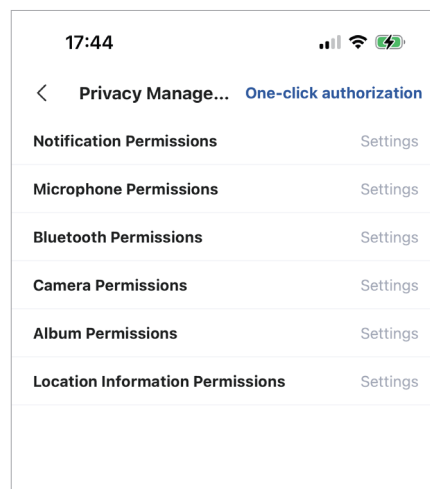 17:44
Privacy Manage... One-click authorization
Notification Permissions Settings
Microphone Permissions Settings
Bluetooth Permissions Settings
Camera Permissions Settings
Album Permissions Settings
Location Information Permissions Settings